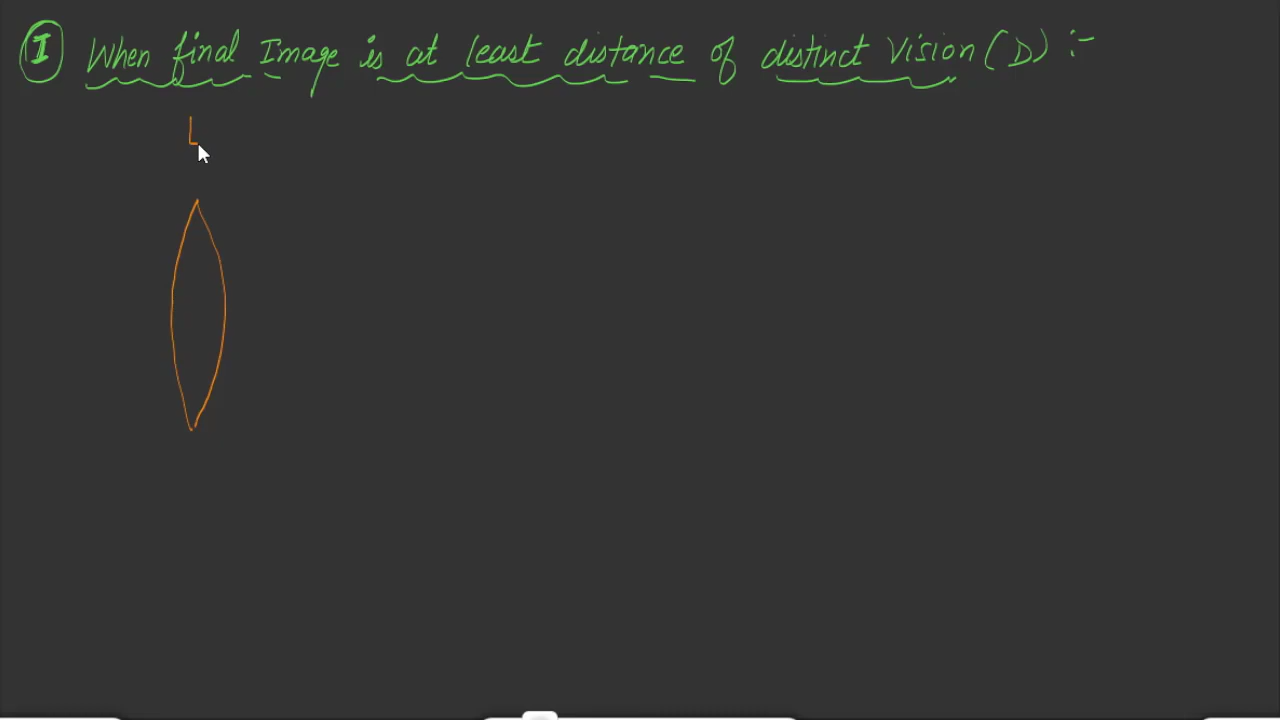 I When final Image is at least distance of distinct Vision (D) :-
L